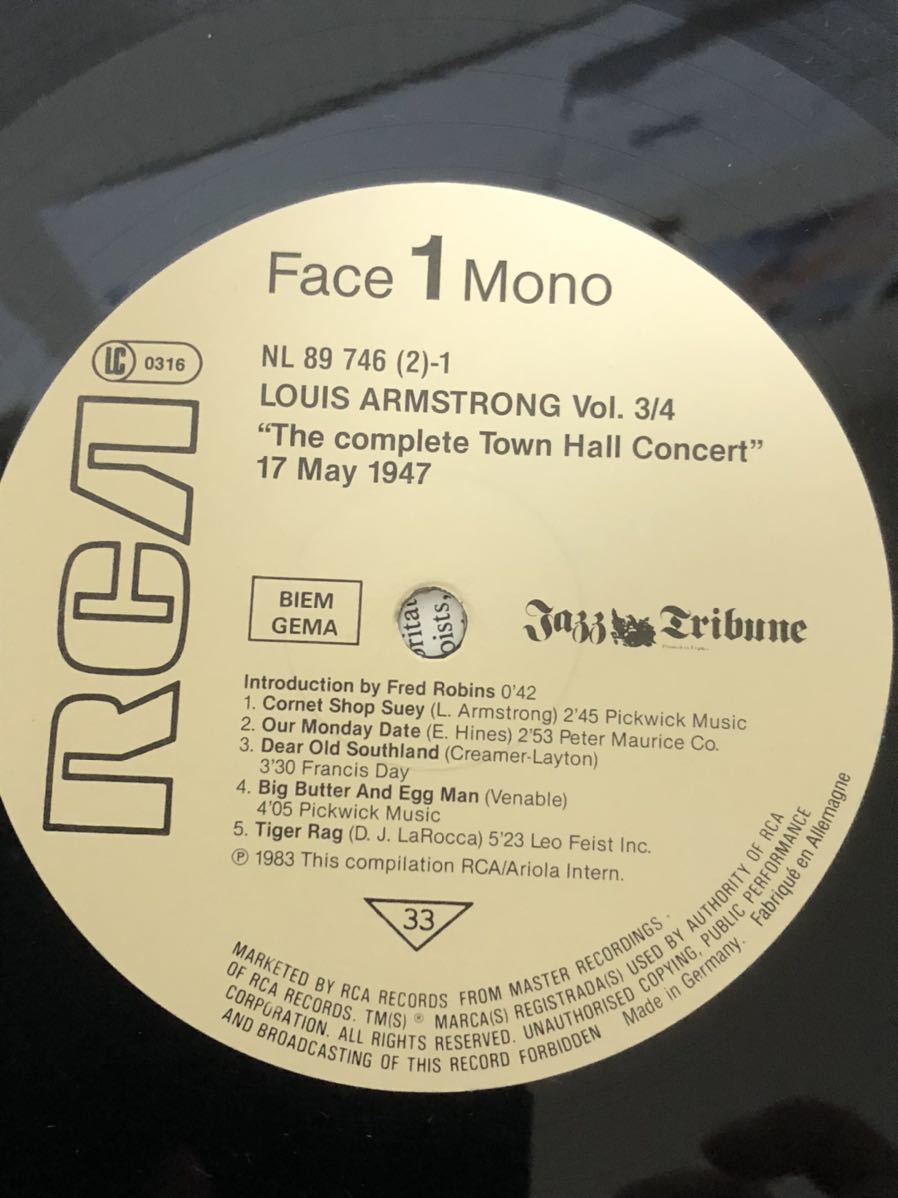 Face 1 Mono
LC 0316
NL 89 746 (2)-1
LOUIS ARMSTRONG Vol. 3/4
“The complete Town Hall Concert”
17 May 1947
RCA
BIEM
GEMA
oists,
Jazz Tribune
Introduction by Fred Robins 0'42
1. Cornet Shop Suey (L. Armstrong) 2'45 Pickwick Music
2. Our Monday Date (E. Hines) 2'53 Peter Maurice Co.
3. Dear Old Southland (Creamer-Layton)
3'30 Francis Day
4. Big Butter And Egg Man (Venable)
4'05 Pickwick Music
5. Tiger Rag (D. J. LaRocca) 5'23 Leo Feist Inc.
℗ 1983 This compilation RCA/Ariola Intern.
33
MARKETED BY RCA RECORDS FROM MASTER RECORDINGS
OF RCA RECORDS. TM(S) ® MARCA(S) REGISTRADA(S) USED BY AUTHORITY OF RCA
CORPORATION. ALL RIGHTS RESERVED. UNAUTHORISED COPYING, PUBLIC PERFORMANCE
AND BROADCASTING OF THIS RECORD FORBIDDEN Made in Germany. Fabriqué en Allemagne